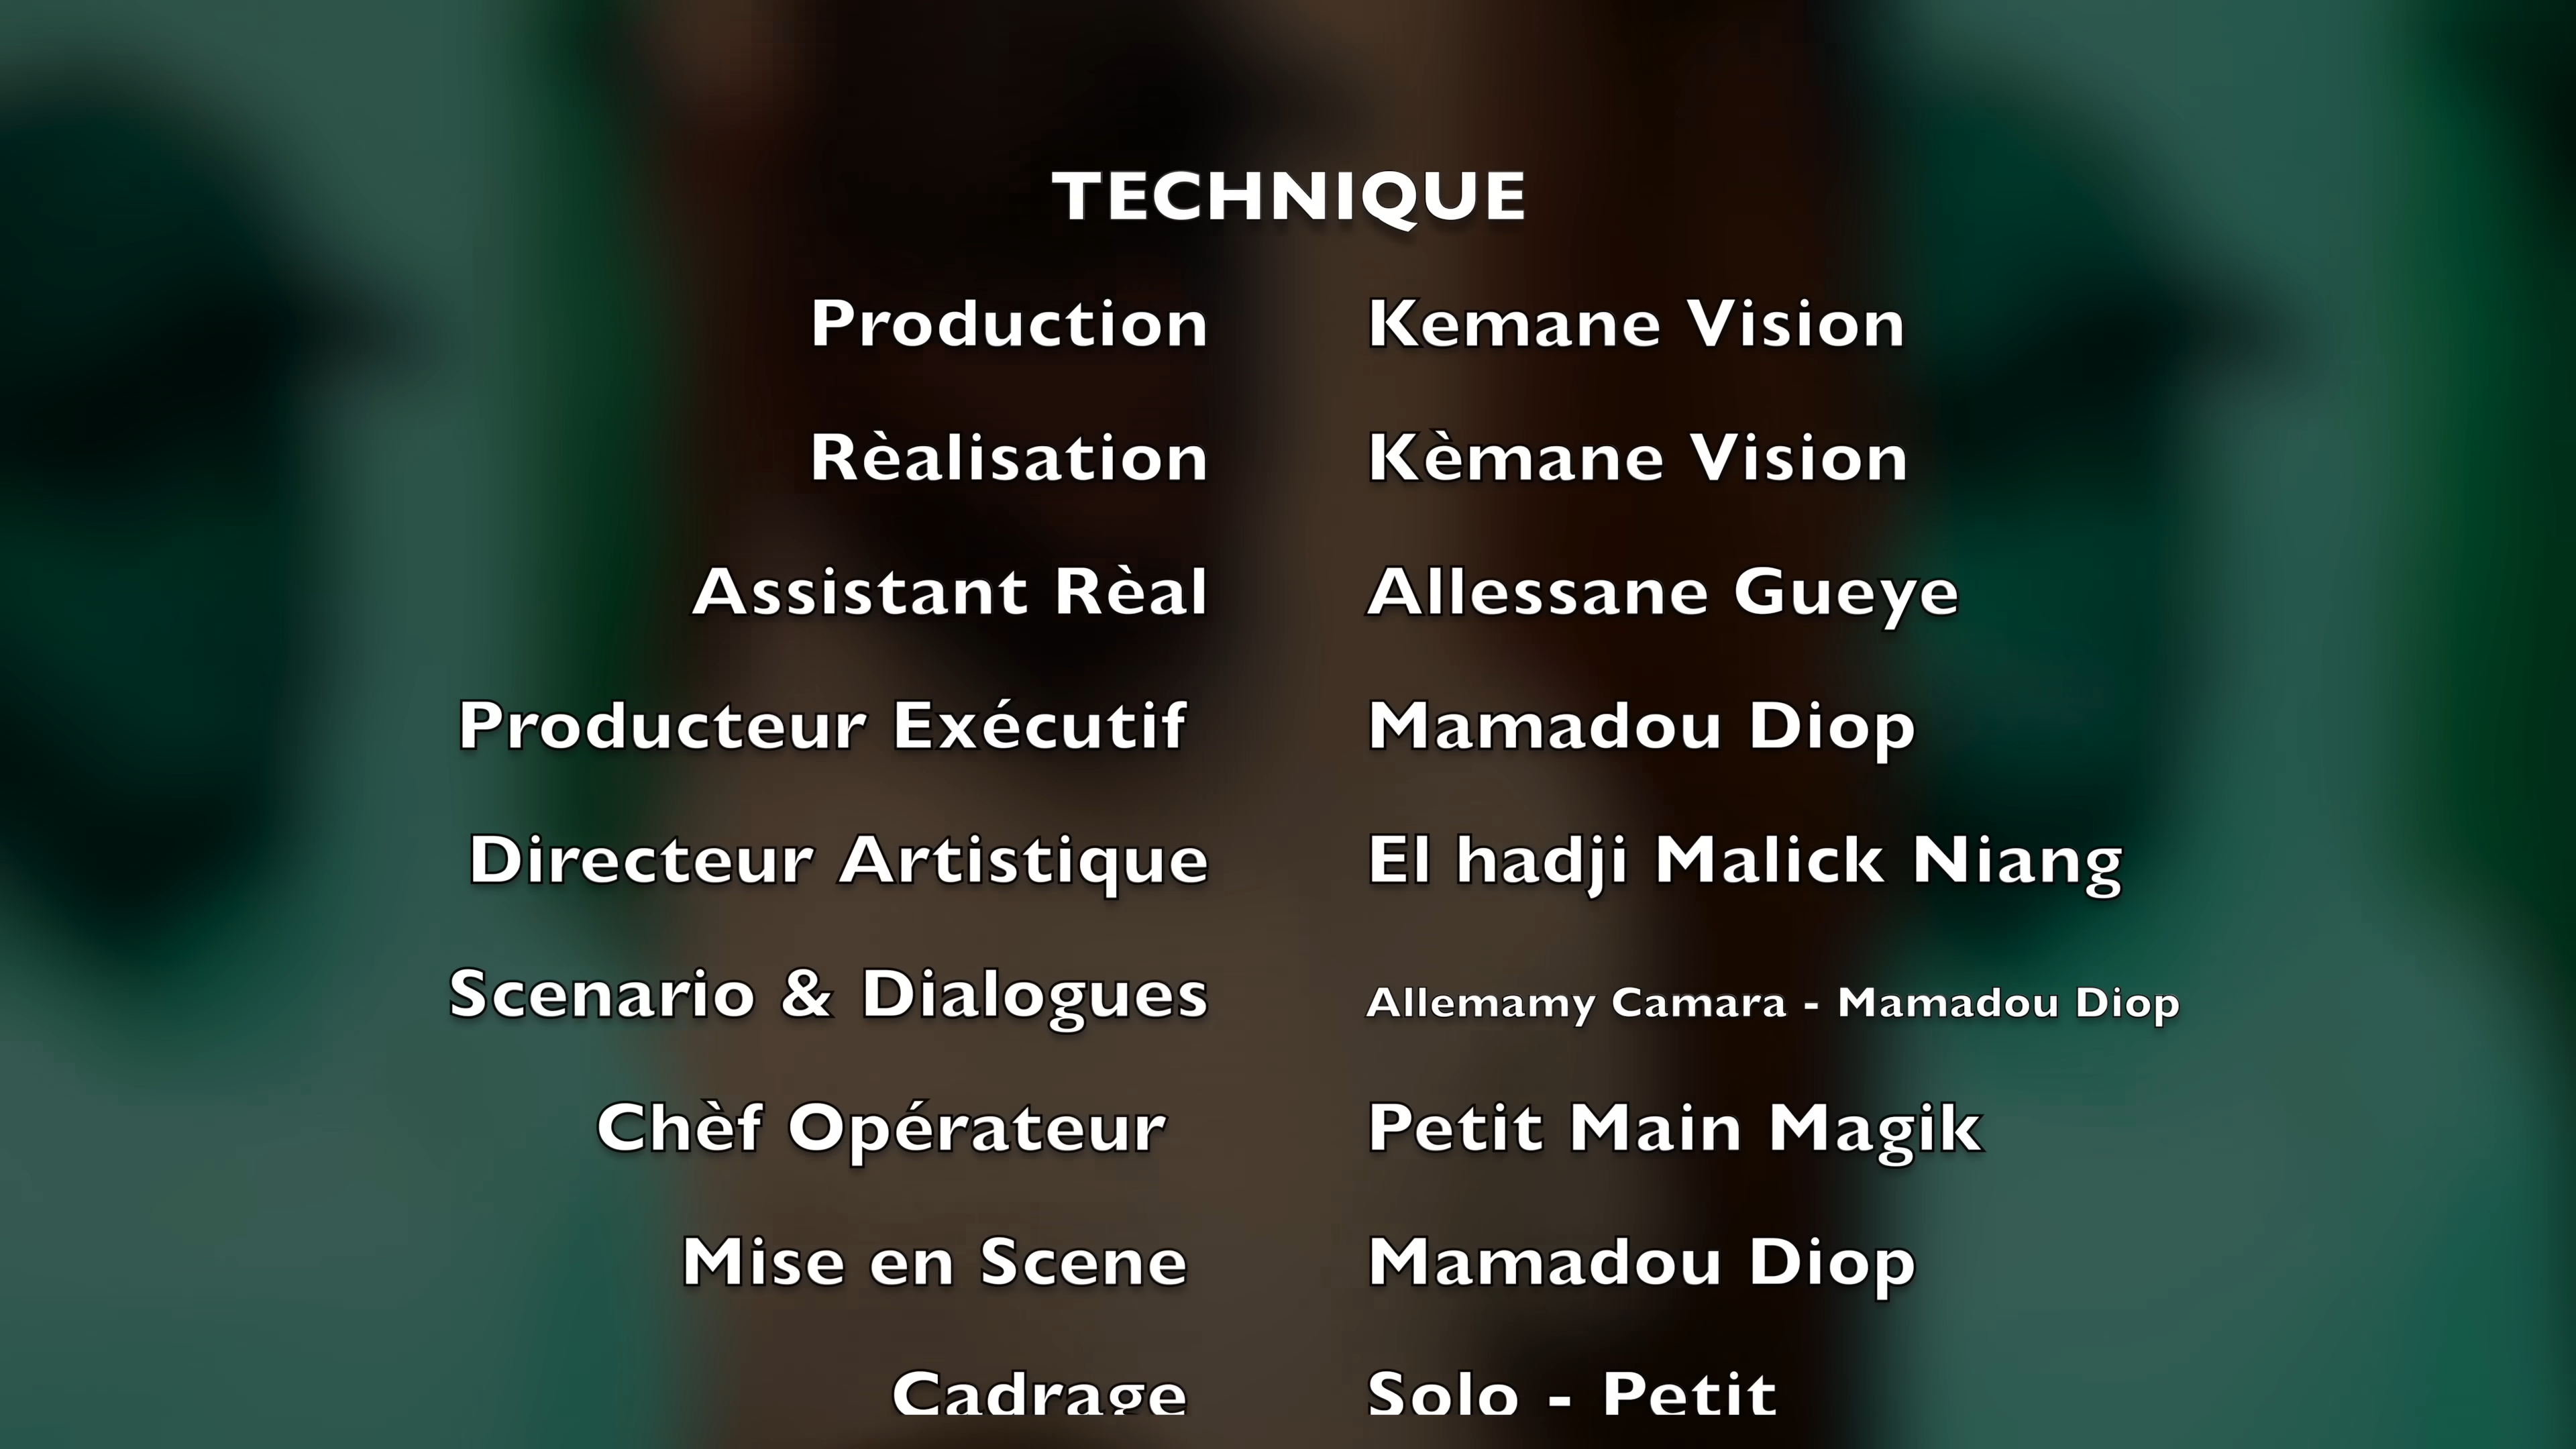 TECHNIQUE
Production Kemane Vision
Rèalisation Kèmane Vision
Assistant Rèal Allessane Gueye
Producteur Exécutif Mamadou Diop
Directeur Artistique El hadji Malick Niang
Scenario & Dialogues Allemamy Camara - Mamadou Diop
Chèf Opérateur Petit Main Magik
Mise en Scene Mamadou Diop
Cadrage Solo - Petit